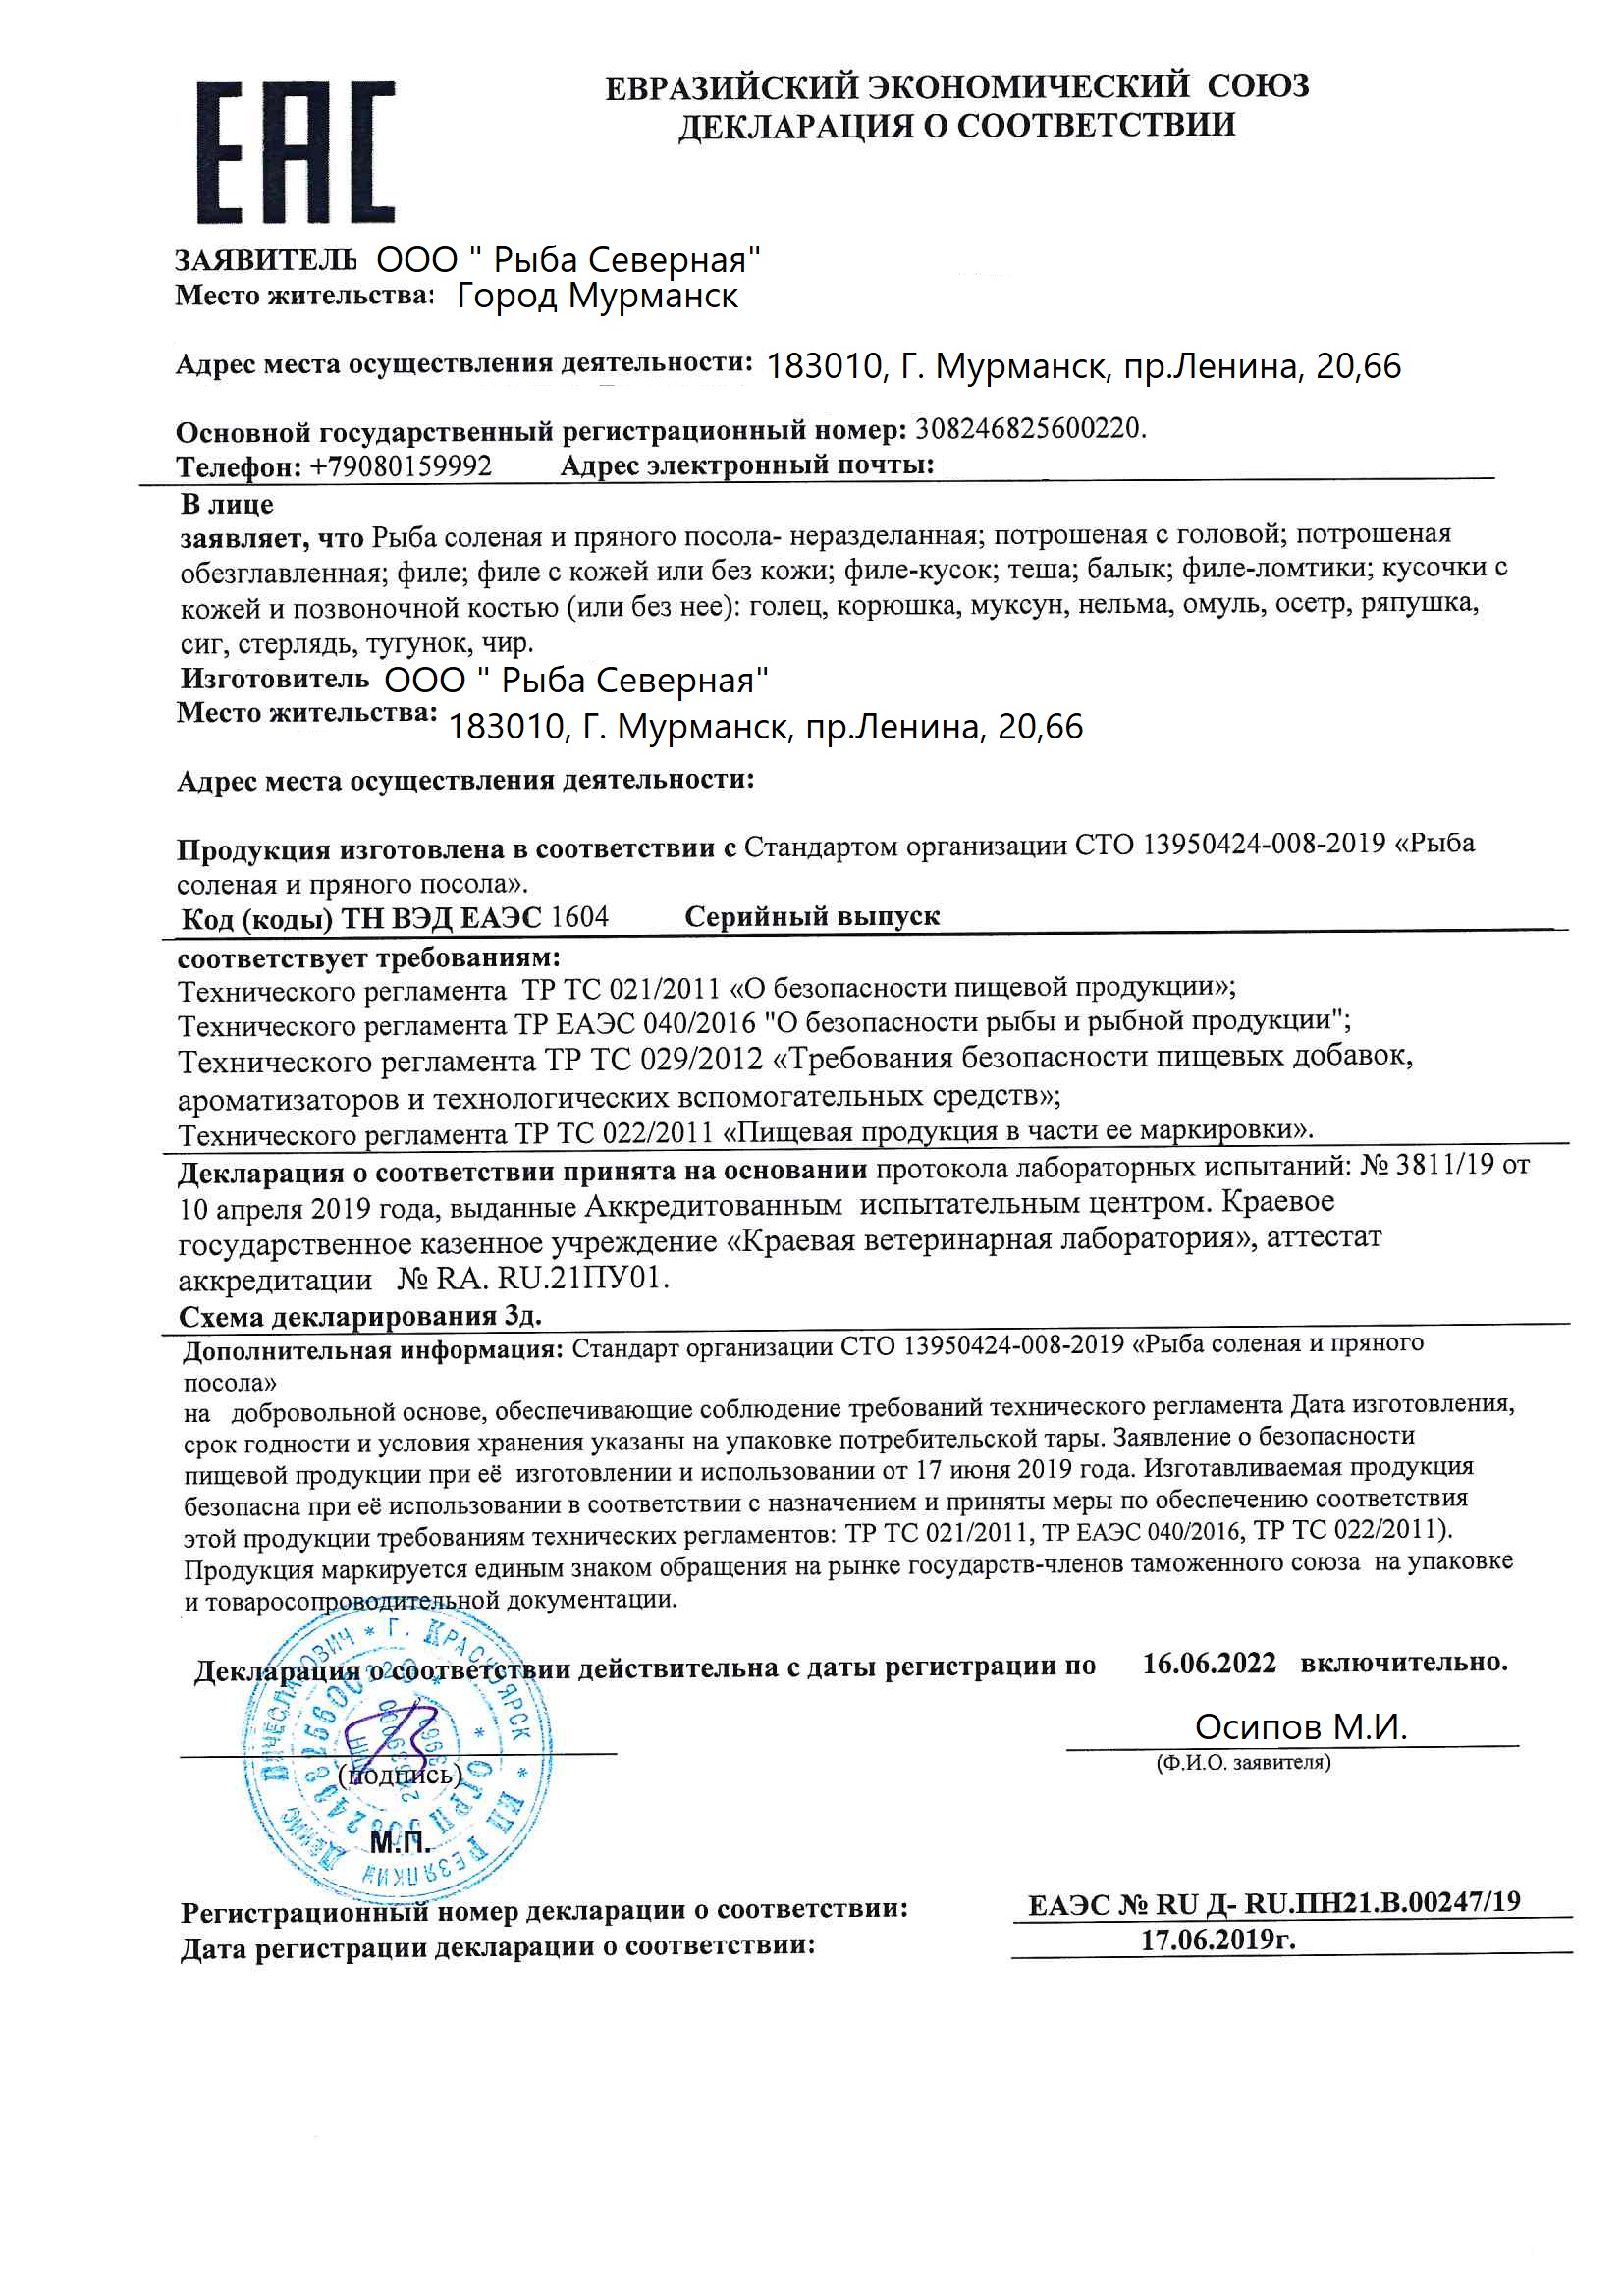 ЕАС
ЕВРАЗИЙСКИЙ ЭКОНОМИЧЕСКИЙ СОЮЗ
ДЕКЛАРАЦИЯ О СООТВЕТСТВИИ
ЗАЯВИТЕЛЬ ООО " Рыба Северная"
Место жительства: Город Мурманск
Адрес места осуществления деятельности: 183010, Г. Мурманск, пр.Ленина, 20,66
Основной государственный регистрационный номер: 308246825600220.
Телефон: +79080159992 Адрес электронной почты:
В лице
заявляет, что Рыба соленая и пряного посола- неразделанная; потрошеная с головой; потрошеная
обезглавленная; филе; филе с кожей или без кожи; филе-кусок; теша; балык; филе-ломтики; кусочки с
кожей и позвоночной костью (или без нее): голец, корюшка, муксун, нельма, омуль, осетр, ряпушка,
сиг, стерлядь, тугунок, чир.
Изготовитель ООО " Рыба Северная"
Место жительства: 183010, Г. Мурманск, пр.Ленина, 20,66
Адрес места осуществления деятельности:
Продукция изготовлена в соответствии с Стандартом организации СТО 13950424-008-2019 «Рыба
соленая и пряного посола».
Код (коды) ТН ВЭД ЕАЭС 1604 Серийный выпуск
соответствует требованиям:
Технического регламента ТР ТС 021/2011 «О безопасности пищевой продукции»;
Технического регламента ТР ЕАЭС 040/2016 "О безопасности рыбы и рыбной продукции";
Технического регламента ТР ТС 029/2012 «Требования безопасности пищевых добавок,
ароматизаторов и технологических вспомогательных средств»;
Технического регламента ТР ТС 022/2011 «Пищевая продукция в части ее маркировки».
Декларация о соответствии принята на основании протокола лабораторных испытаний: № 3811/19 от
10 апреля 2019 года, выданные Аккредитованным испытательным центром. Краевое
государственное казенное учреждение «Краевая ветеринарная лаборатория», аттестат
аккредитации № RA. RU.21ПУ01.
Схема декларирования 3д.
Дополнительная информация: Стандарт организации СТО 13950424-008-2019 «Рыба соленая и пряного
посола»
на добровольной основе, обеспечивающие соблюдение требований технического регламента Дата изготовления,
срок годности и условия хранения указаны на упаковке потребительской тары. Заявление о безопасности
пищевой продукции при её изготовлении и использовании от 17 июня 2019 года. Изготавливаемая продукция
безопасна при её использовании в соответствии с назначением и приняты меры по обеспечению соответствия
этой продукции требованиям технических регламентов: ТР ТС 021/2011, ТР ЕАЭС 040/2016, ТР ТС 022/2011).
Продукция маркируется единым знаком обращения на рынке государств-членов таможенного союза на упаковке
и товаросопроводительной документации.
Декларация о соответствии действительна с даты регистрации по 16.06.2022 включительно.
Осипов М.И.
(подпись) (Ф.И.О. заявителя)
М.П.
* Г. КРАСНОЯРСК * ИП РЕЗЯПКИН ДЕНИС ВЯЧЕСЛАВОВИЧ
* ОГРН 308246825600220 *
ИНН
Регистрационный номер декларации о соответствии: ЕАЭС № RU Д- RU.ПН21.В.00247/19
Дата регистрации декларации о соответствии: 17.06.2019г.